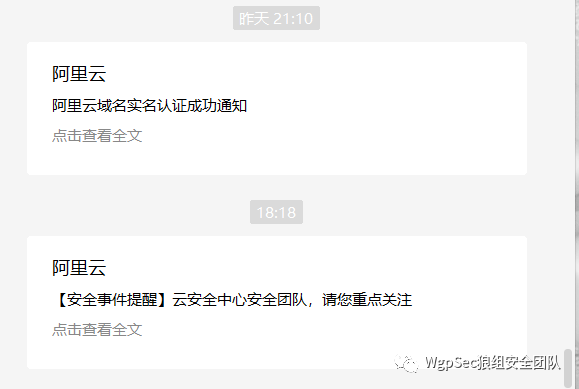 昨天 21:10
阿里云
阿里云域名实名认证成功通知
点击查看全文
18:18
阿里云
【安全事件提醒】云安全中心安全团队，请您重点关注
点击查看全文
WgpSec狼组安全团队